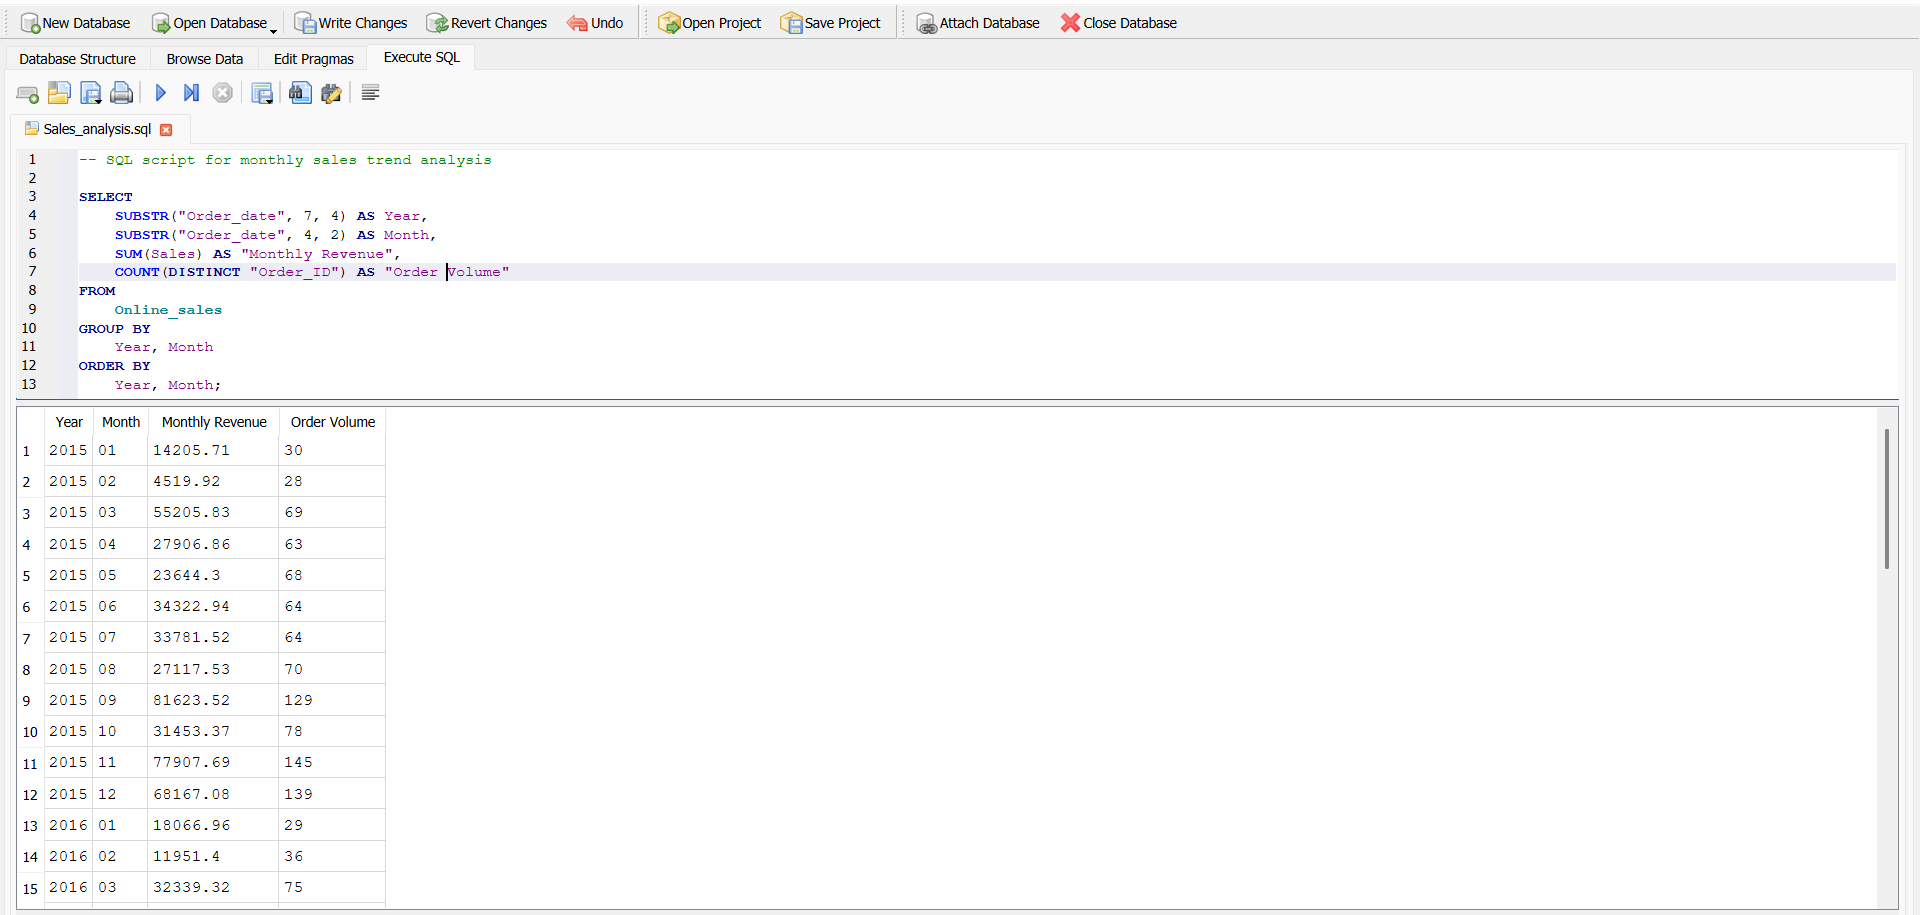 New Database Open Database Write Changes Revert Changes Undo Open Project Save Project Attach Database Close Database
Database Structure Browse Data Edit Pragmas Execute SQL
Sales_analysis.sql
1 -- SQL script for monthly sales trend analysis
2
3 SELECT
4 SUBSTR("Order_date", 7, 4) AS Year,
5 SUBSTR("Order_date", 4, 2) AS Month,
6 SUM(Sales) AS "Monthly Revenue",
7 COUNT(DISTINCT "Order_ID") AS "Order Volume"
8 FROM
9 Online_sales
10 GROUP BY
11 Year, Month
12 ORDER BY
13 Year, Month;
Year Month Monthly Revenue Order Volume
1 2015 01 14205.71 30
2 2015 02 4519.92 28
3 2015 03 55205.83 69
4 2015 04 27906.86 63
5 2015 05 23644.3 68
6 2015 06 34322.94 64
7 2015 07 33781.52 64
8 2015 08 27117.53 70
9 2015 09 81623.52 129
10 2015 10 31453.37 78
11 2015 11 77907.69 145
12 2015 12 68167.08 139
13 2016 01 18066.96 29
14 2016 02 11951.4 36
15 2016 03 32339.32 75